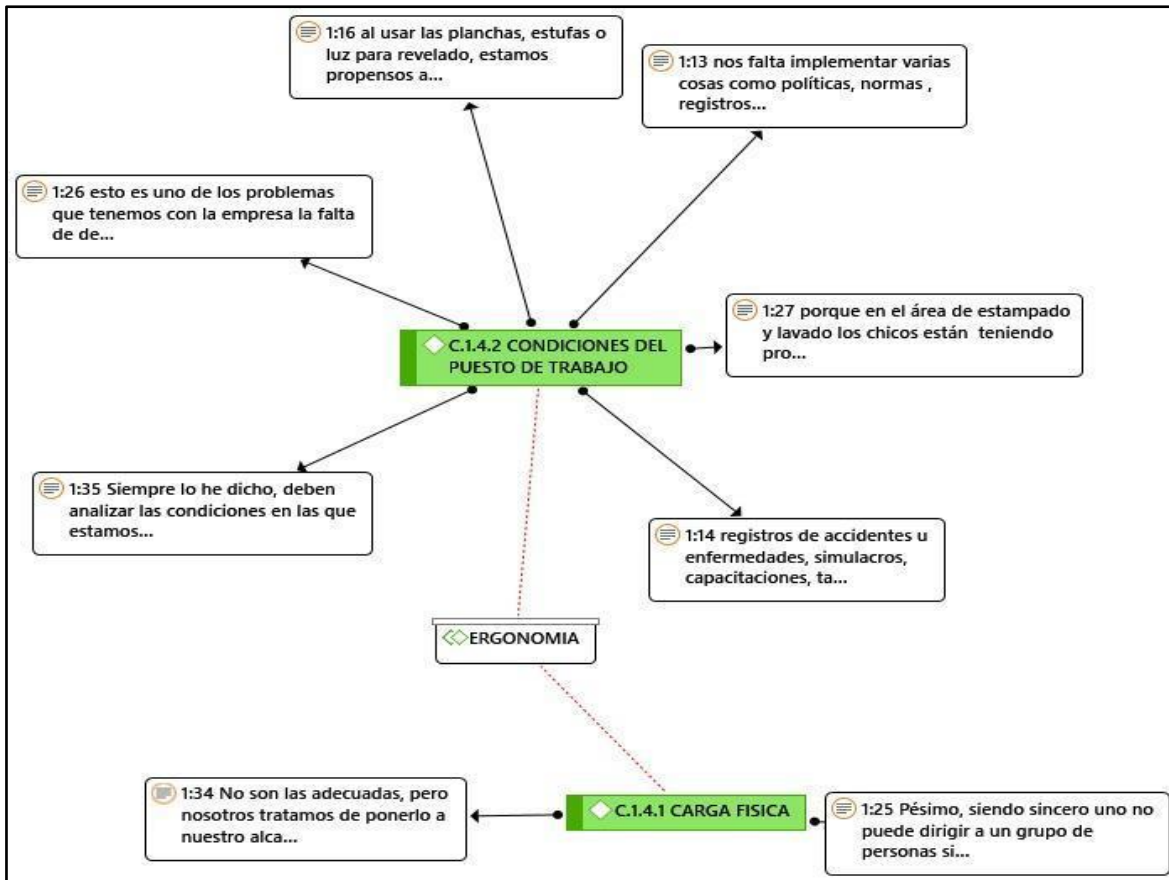 1:16 al usar las planchas, estufas o
luz para revelado, estamos
propensos a...
1:13 nos falta implementar varias
cosas como políticas, normas ,
registros...
1:26 esto es uno de los problemas
que tenemos con la empresa la falta
de de...
1:27 porque en el área de estampado
y lavado los chicos están teniendo
pro...
C.1.4.2 CONDICIONES DEL
PUESTO DE TRABAJO
1:35 Siempre lo he dicho, deben
analizar las condiciones en las que
estamos...
1:14 registros de accidentes u
enfermedades, simulacros,
capacitaciones, ta...
ERGONOMIA
1:34 No son las adecuadas, pero
nosotros tratamos de ponerlo a
nuestro alca...
C.1.4.1 CARGA FISICA
1:25 Pésimo, siendo sincero uno no
puede dirigir a un grupo de
personas si...